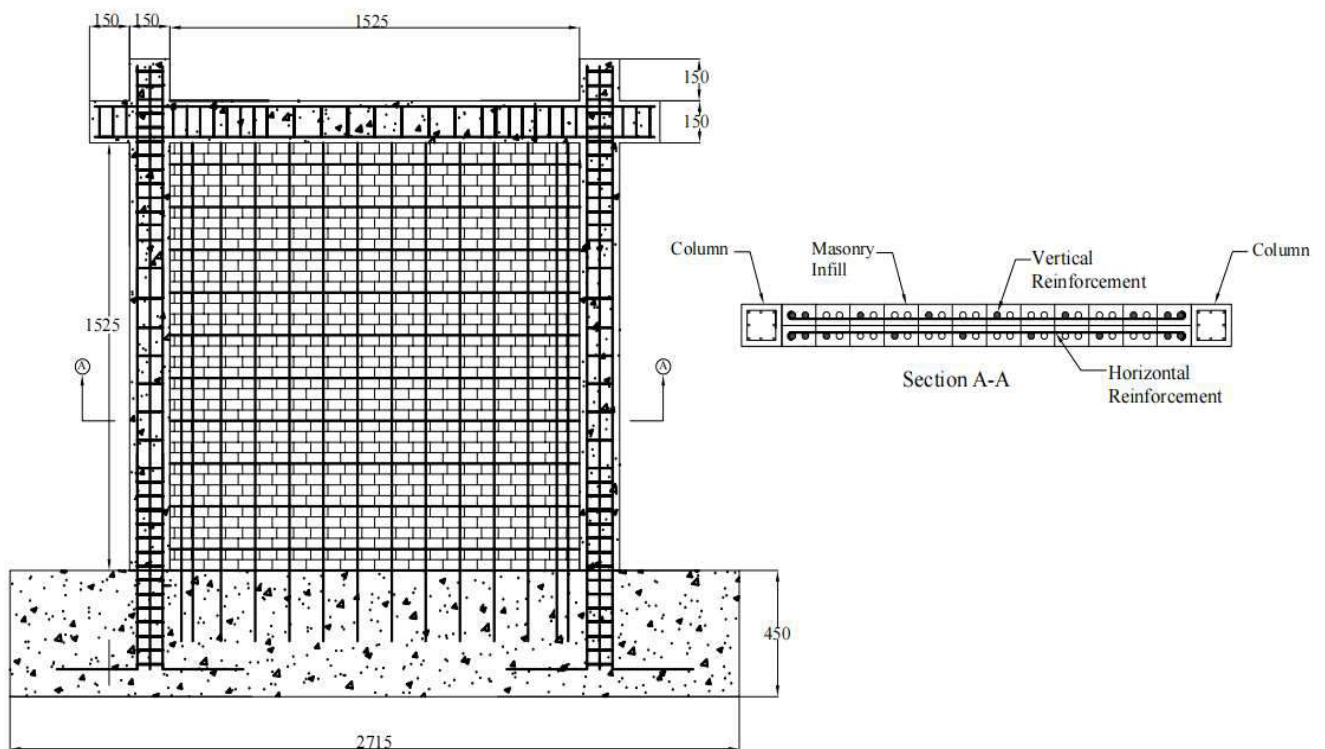 150 150 1525
150
150
1525
A
A
450
2715
Column
Masonry
Infill
Vertical
Reinforcement
Column
Section A-A
Horizontal
Reinforcement